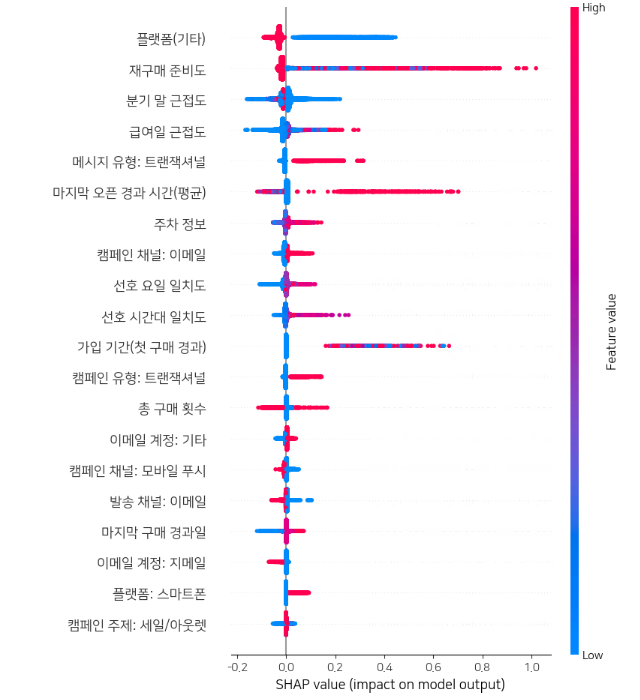 High
플랫폼(기타)
재구매 준비도
분기 말 근접도
급여일 근접도
메시지 유형: 트랜잭셔널
마지막 오픈 경과 시간(평균)
주차 정보
캠페인 채널: 이메일
선호 요일 일치도
선호 시간대 일치도
가입 기간(첫 구매 경과)
캠페인 유형: 트랜잭셔널
총 구매 횟수
이메일 계정: 기타
캠페인 채널: 모바일 푸시
발송 채널: 이메일
마지막 구매 경과일
이메일 계정: 지메일
플랫폼: 스마트폰
캠페인 주제: 세일/아웃렛
Feature value
Low
-0,2 0,0 0,2 0,4 0,6 0,8 1,0
SHAP value (impact on model output)